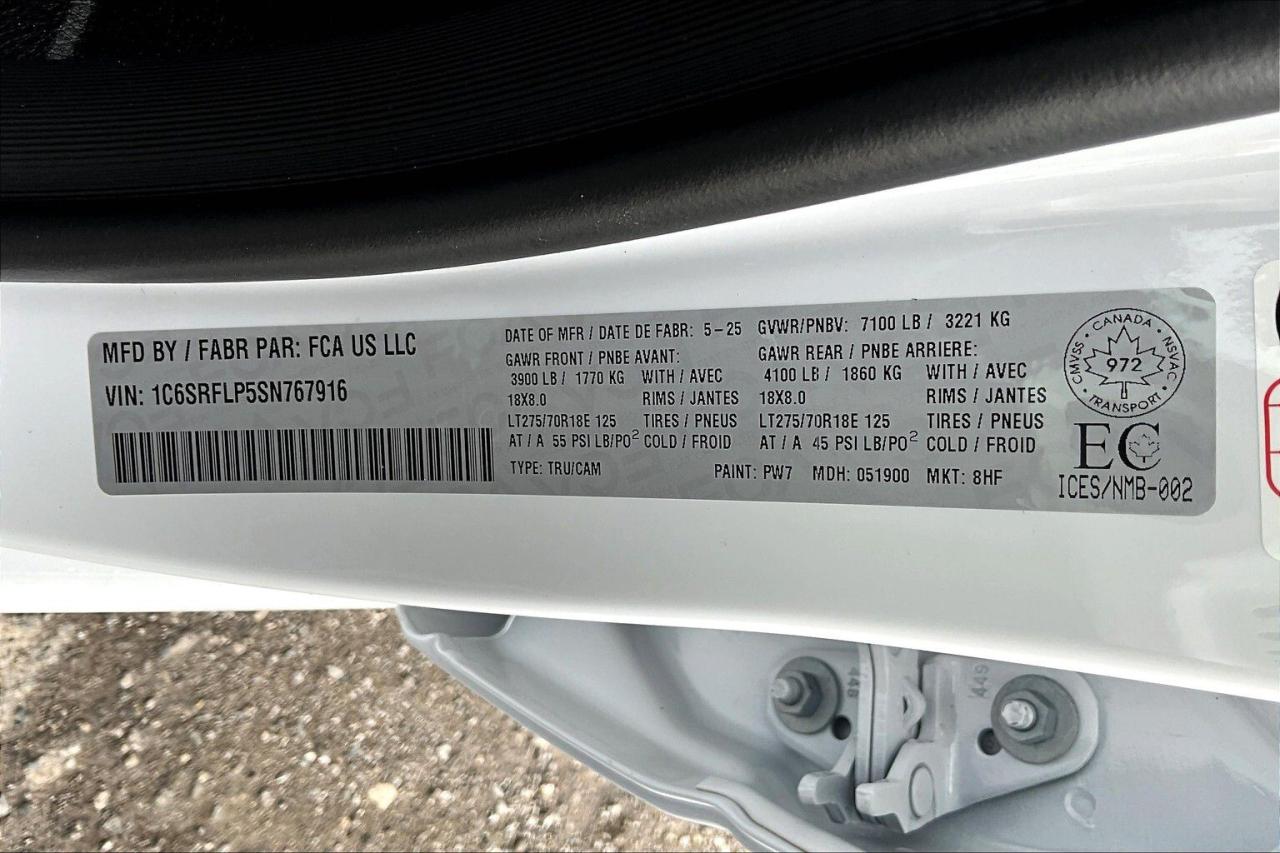 MFD BY / FABR PAR: FCA US LLC
VIN: 1C6SRFLP5SN767916
DATE OF MFR / DATE DE FABR: 5-25 GVWR/PNBV: 7100 LB / 3221 KG
GAWR FRONT / PNBE AVANT: GAWR REAR / PNBE ARRIERE:
3900 LB / 1770 KG WITH / AVEC 4100 LB / 1860 KG WITH / AVEC
18X8.0 RIMS / JANTES 18X8.0 RIMS / JANTES
LT275/70R18E 125 TIRES / PNEUS LT275/70R18E 125 TIRES / PNEUS
AT / A 55 PSI LB/PO² COLD / FROID AT / A 45 PSI LB/PO² COLD / FROID
TYPE: TRU/CAM PAINT: PW7 MDH: 051900 MKT: 8HF
CANADA
CMVSS 972 NSVAC
TRANSPORT
EC
ICES/NMB-002
449